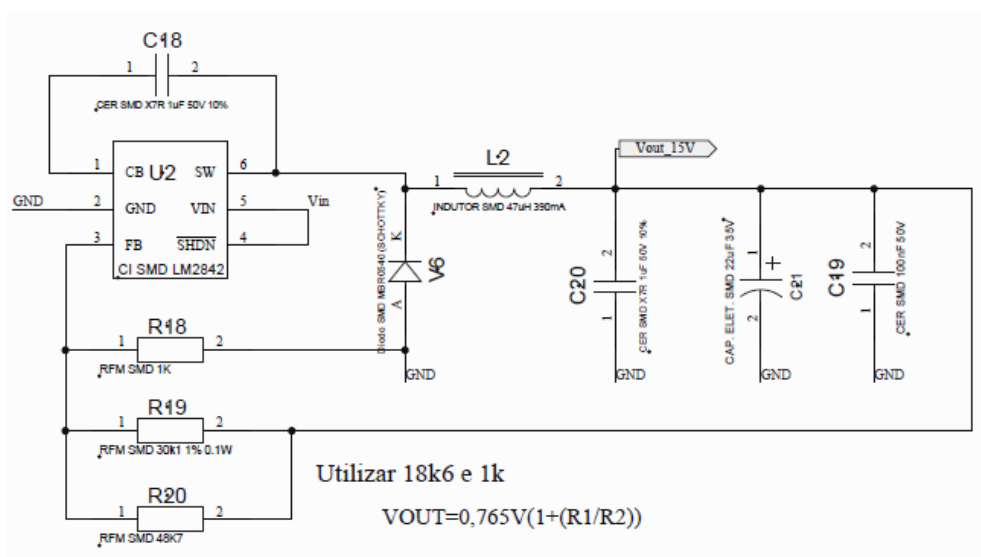 C18
1 2
CER SMD X7R 1uF 50V 10%
1 CB U2 SW 6
GND 2 GND VIN 5 Vin
3 FB SHDN 4
CI SMD LM2842
Vout_15V
L2
1 2
INDUTOR SMD 47uH 390mA
K
V6
A
Diodo SMD MBR0540 (SCHOTTKY)
GND
2
C20
1
CER SMD X7R 1uF 50V 10%
GND
CAP. ELET. SMD 22uF 35V
1
+
C21
2
GND
2
C19
1
CER SMD 100nF 50V
GND
R18
1 2
RFM SMD 1K
R19
1 2
RFM SMD 30k1 1% 0.1W
R20
1 2
RFM SMD 48K7
Utilizar 18k6 e 1k
VOUT=0,765V(1+(R1/R2))